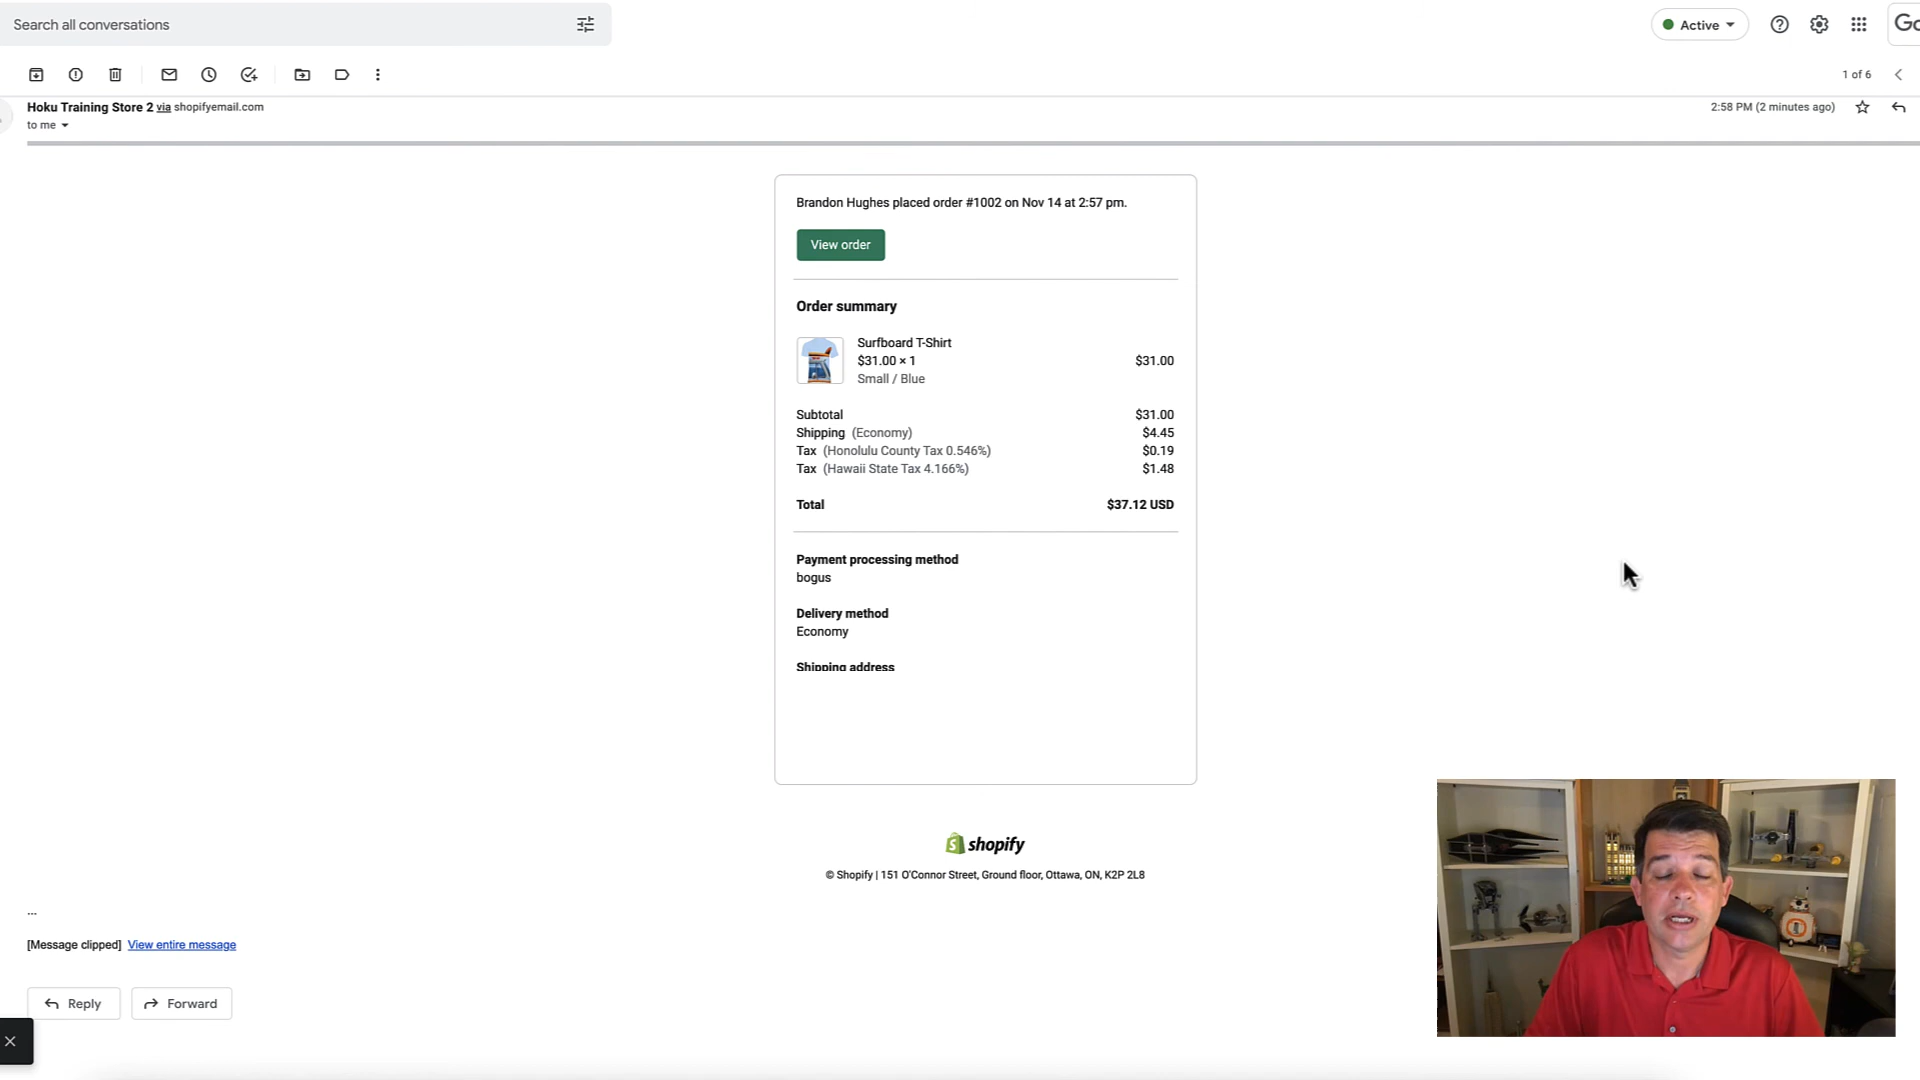 Search all conversations
Active
1 of 6
Hoku Training Store 2 via shopifyemail.com
2:58 PM (2 minutes ago)
to me
Brandon Hughes placed order #1002 on Nov 14 at 2:57 pm.
View order
Order summary
Surfboard T-Shirt
$31.00 × 1
$31.00
Small / Blue
Subtotal
$31.00
Shipping (Economy)
$4.45
Tax (Honolulu County Tax 0.546%)
$0.19
Tax (Hawaii State Tax 4.166%)
$1.48
Total
$37.12 USD
Payment processing method
bogus
Delivery method
Economy
Shipping address
shopify
© Shopify | 151 O'Connor Street, Ground floor, Ottawa, ON, K2P 2L8
...
[Message clipped] View entire message
Reply
Forward